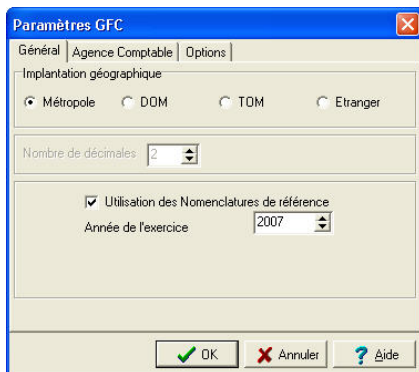 Paramètres GFC
Général Agence Comptable Options
Implantation géographique
Métropole DOM TOM Etranger
Nombre de décimales 2
Utilisation des Nomenclatures de référence
Année de l'exercice 2007
OK Annuler Aide